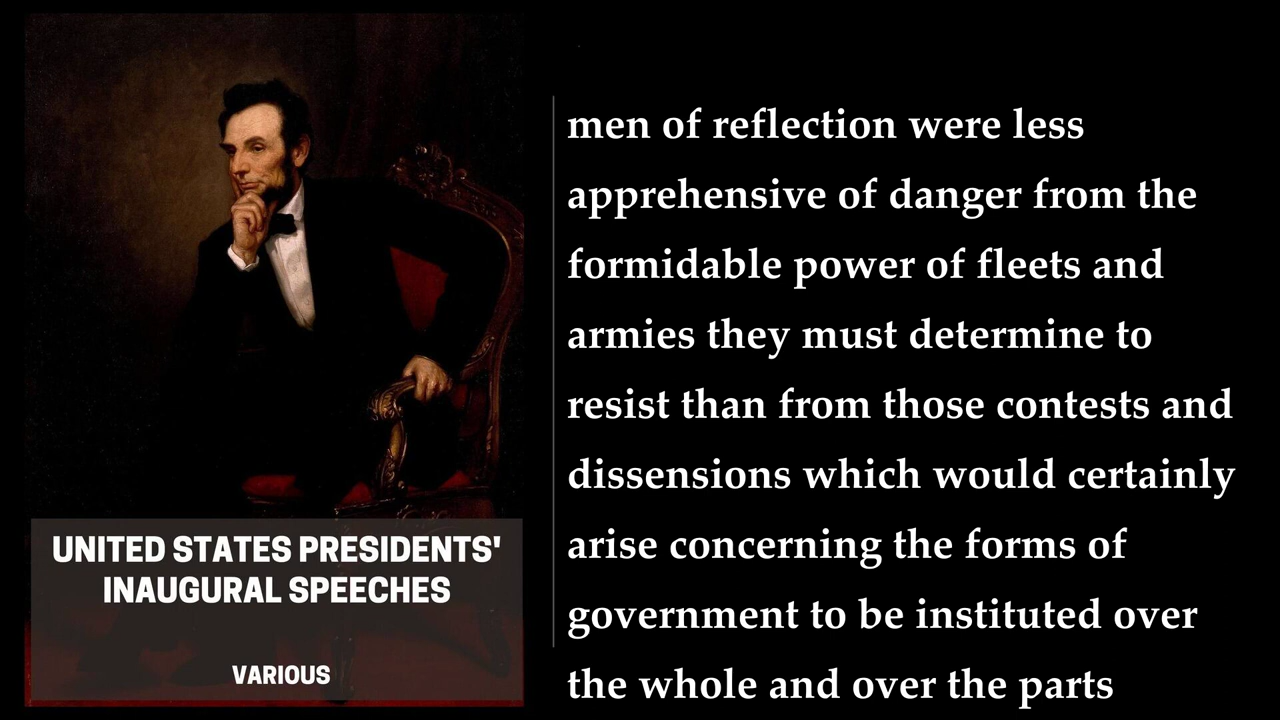 UNITED STATES PRESIDENTS'
INAUGURAL SPEECHES
VARIOUS
men of reflection were less
apprehensive of danger from the
formidable power of fleets and
armies they must determine to
resist than from those contests and
dissensions which would certainly
arise concerning the forms of
government to be instituted over
the whole and over the parts